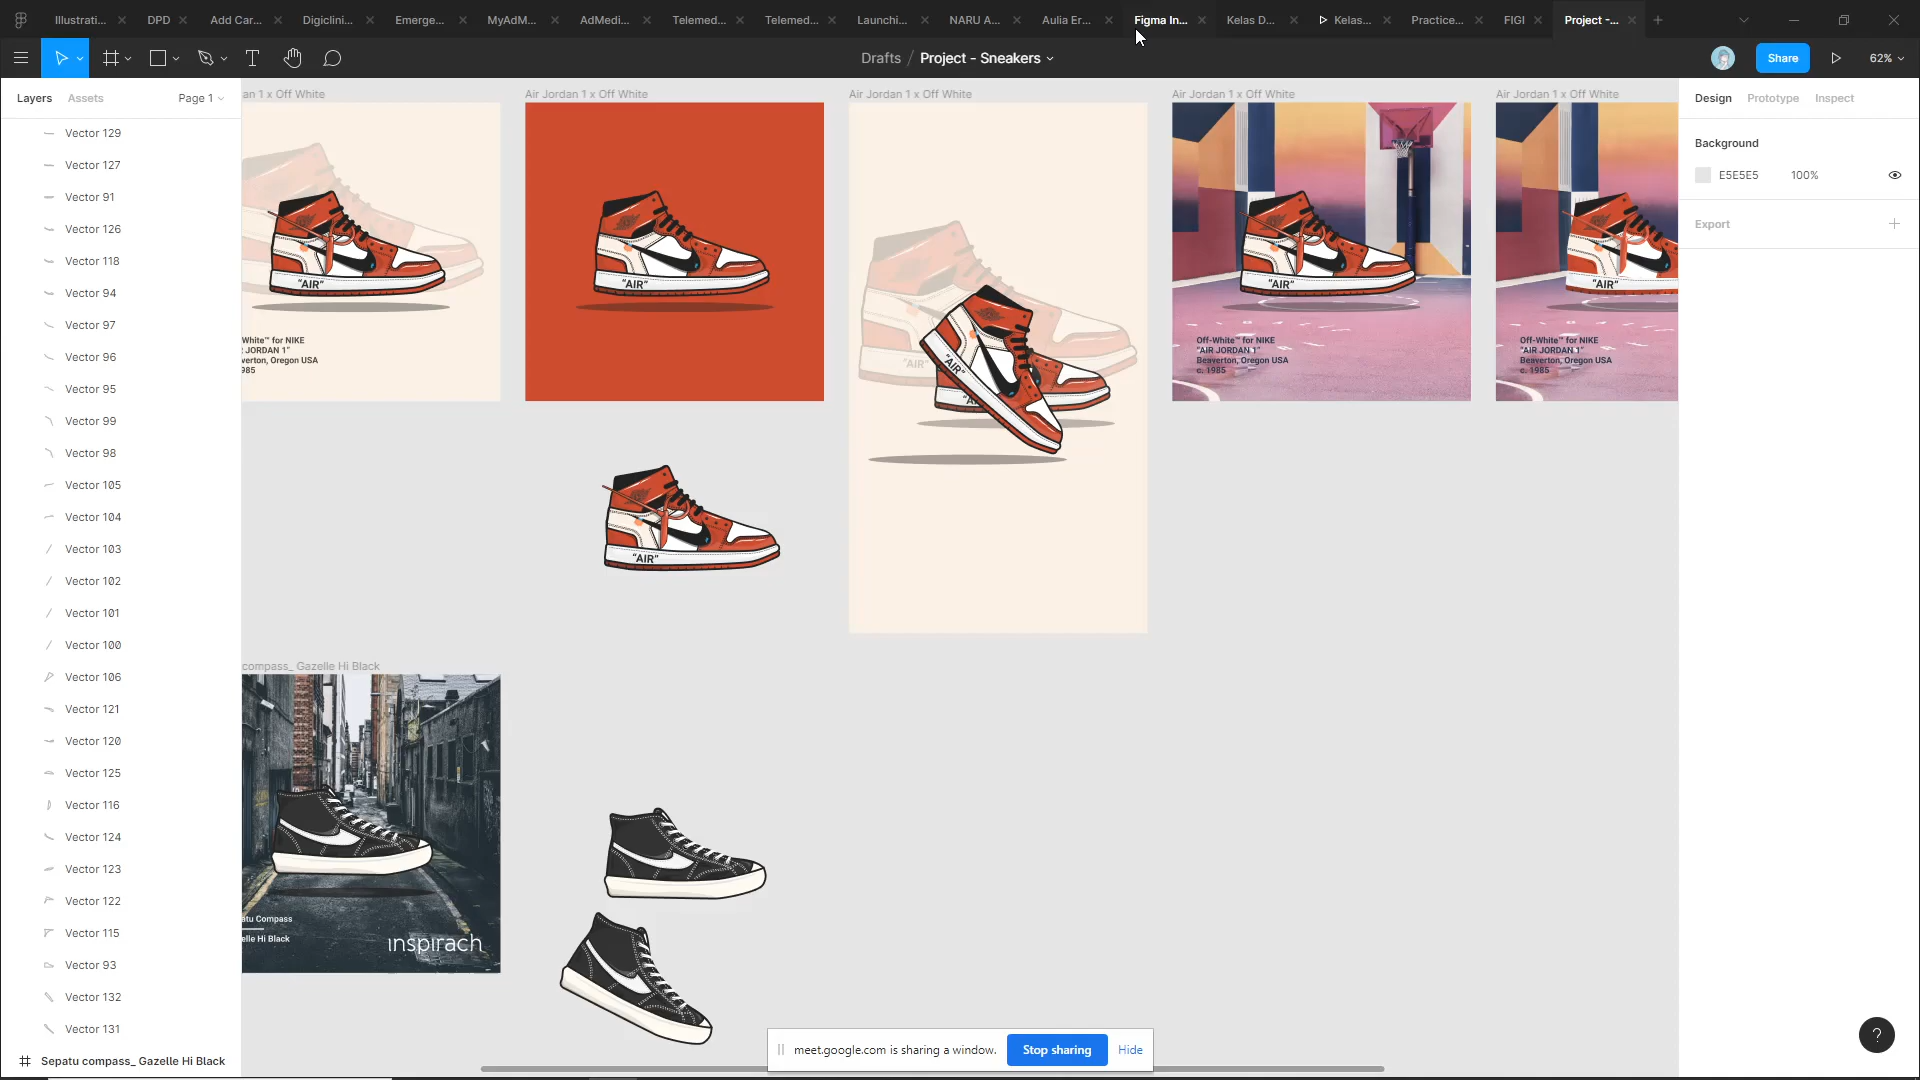 Illustrati...
DPD
Add Car...
Digiclini...
Emerge...
MyAdM...
AdMedi...
Telemed...
Telemed...
Launchi...
NARU A...
Aulia Er...
Figma In...
Kelas D...
Kelas...
Practice...
FIGI
Project -...
Drafts / Project - Sneakers
Share
62%
Layers
Assets
Page 1
Vector 129
Vector 127
Vector 91
Vector 126
Vector 118
Vector 94
Vector 97
Vector 96
Vector 95
Vector 99
Vector 98
Vector 105
Vector 104
Vector 103
Vector 102
Vector 101
Vector 100
Vector 106
Vector 121
Vector 120
Vector 125
Vector 116
Vector 124
Vector 123
Vector 122
Vector 115
Vector 93
Vector 132
Vector 131
Sepatu compass_ Gazelle Hi Black
an 1 x Off White
Air Jordan 1 x Off White
Air Jordan 1 x Off White
Air Jordan 1 x Off White
Air Jordan 1 x Off White
"AIR"
"AIR"
"AIR"
"AIR"
"AIR"
"AIR"
White™ for NIKE
JORDAN 1"
verton, Oregon USA
985
Off-White™ for NIKE
"AIR JORDAN 1"
Beaverton, Oregon USA
c. 1985
Off-White™ for NIKE
"AIR JORDAN 1"
Beaverton, Oregon USA
c. 1985
"AIR"
compass_ Gazelle Hi Black
atu Compass
elle Hi Black
inspirach
Design
Prototype
Inspect
Background
E5E5E5
100%
Export
meet.google.com is sharing a window.
Stop sharing
Hide
?